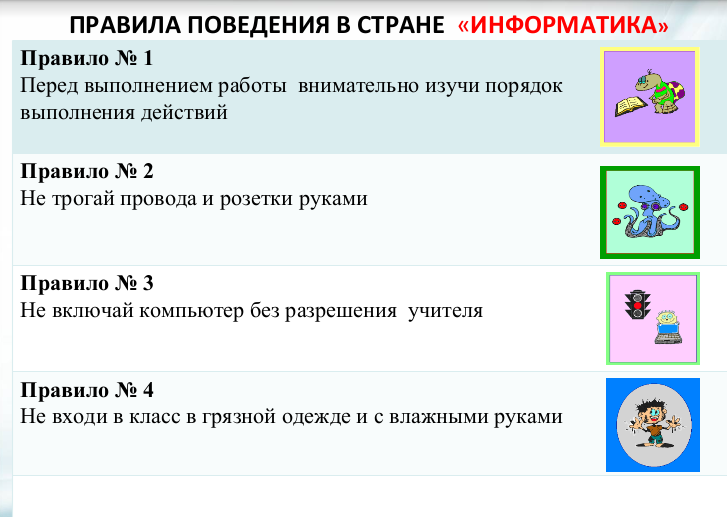 ПРАВИЛА ПОВЕДЕНИЯ В СТРАНЕ «ИНФОРМАТИКА»
Правило № 1
Перед выполнением работы внимательно изучи порядок
выполнения действий
Правило № 2
Не трогай провода и розетки руками
Правило № 3
Не включай компьютер без разрешения учителя
Правило № 4
Не входи в класс в грязной одежде и с влажными руками